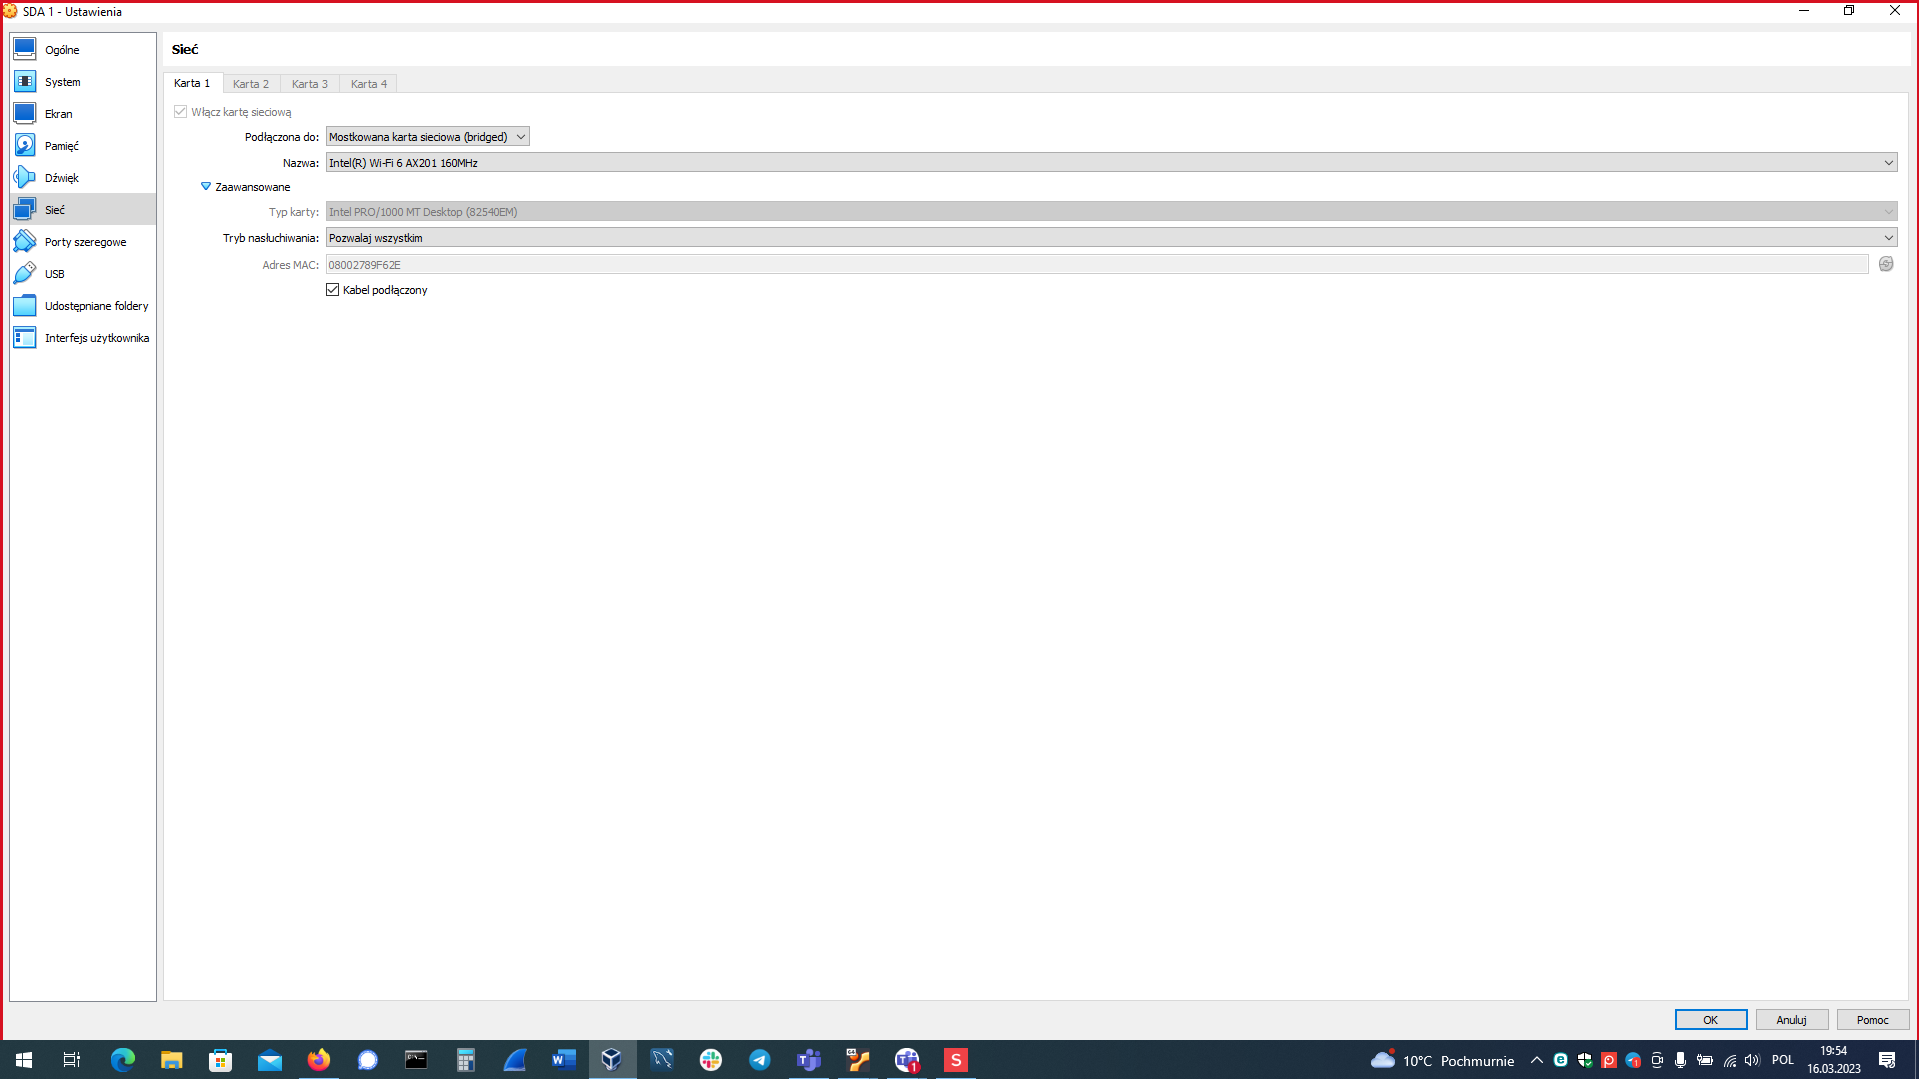 SDA 1 - Ustawienia
Ogólne
System
Ekran
Pamięć
Dźwięk
Sieć
Porty szeregowe
USB
Udostępniane foldery
Interfejs użytkownika
Sieć
Karta 1 Karta 2 Karta 3 Karta 4
Włącz kartę sieciową
Podłączona do: Mostkowana karta sieciowa (bridged)
Nazwa: Intel(R) Wi-Fi 6 AX201 160MHz
Zaawansowane
Typ karty: Intel PRO/1000 MT Desktop (82540EM)
Tryb nasłuchiwania: Pozwalaj wszystkim
Adres MAC: 08002789F62E
Kabel podłączony
OK Anuluj Pomoc
10°C Pochmurnie POL 19:54
16.03.2023